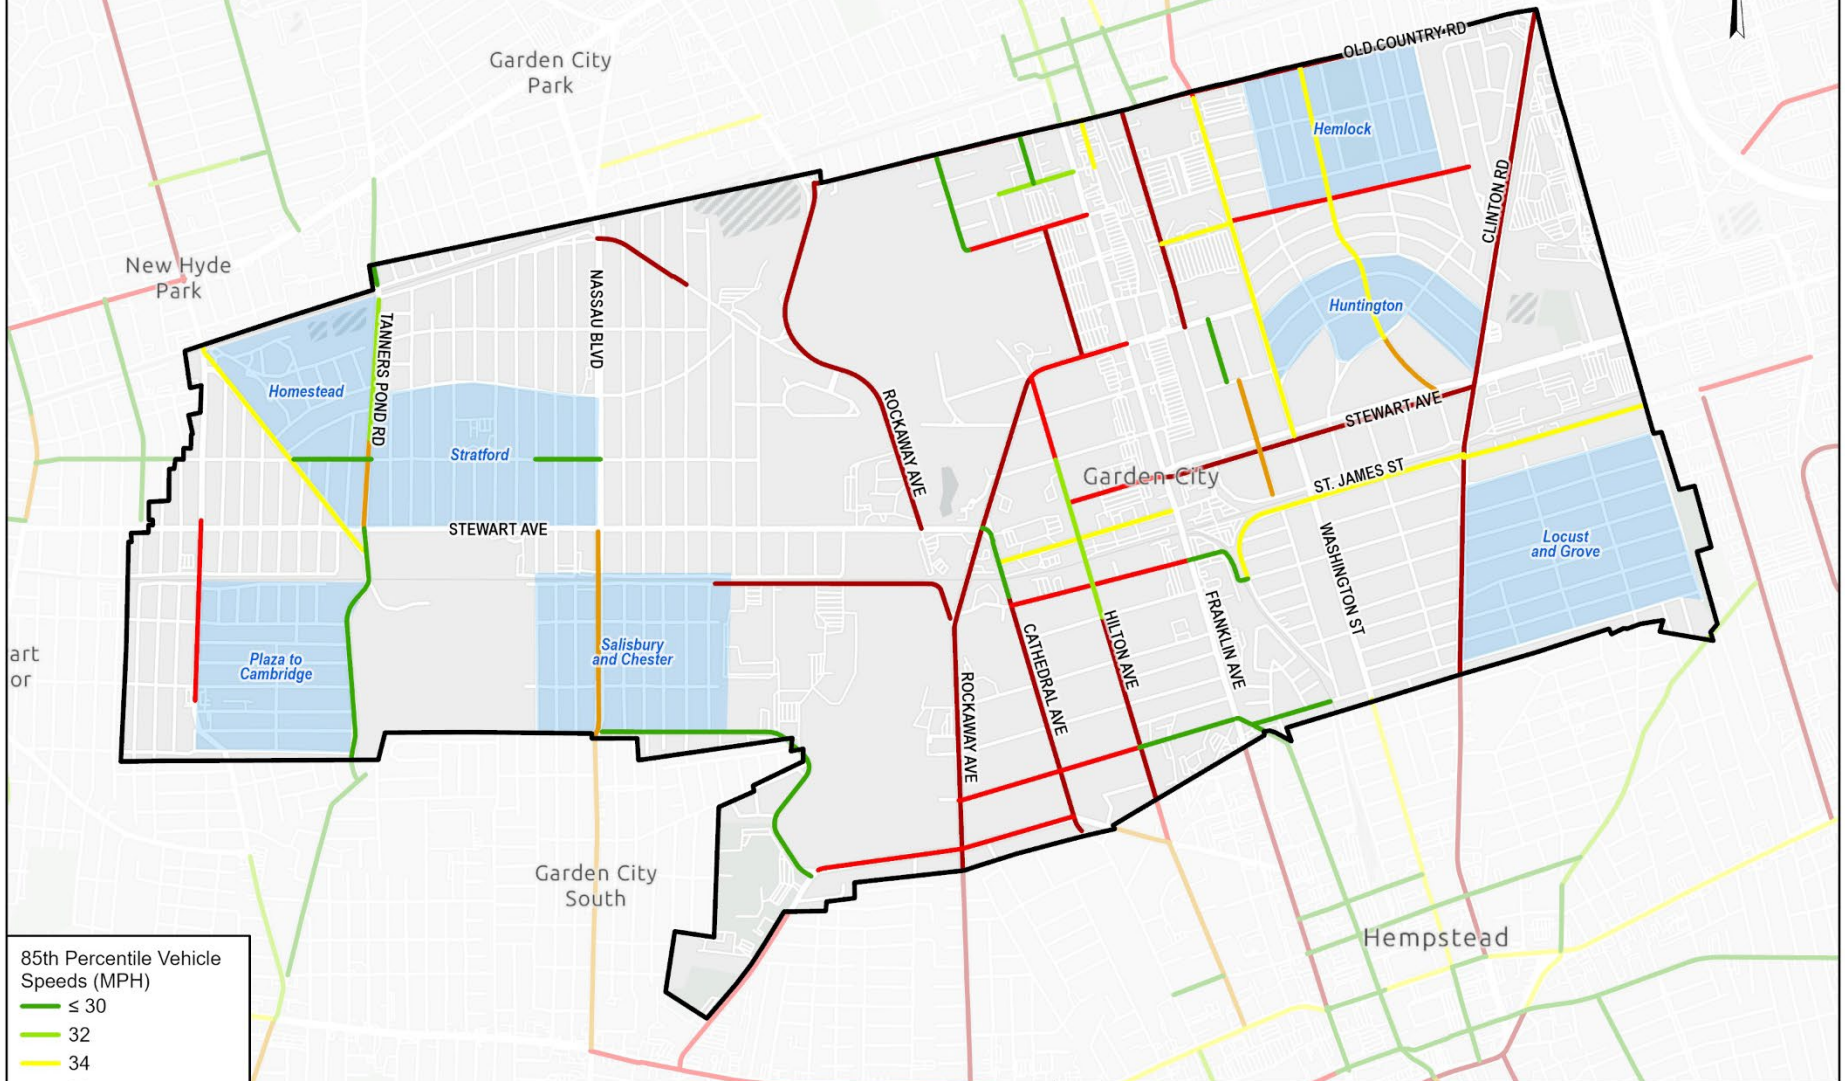 OLD COUNTRY RD
Garden City
Park
Hemlock
CLINTON RD
New Hyde
Park
NASSAU BLVD
Huntington
TANNERS POND RD
Homestead
ROCKAWAY AVE
STEWART AVE
Stratford
Garden City
ST. JAMES ST
STEWART AVE
Locust
and Grove
WASHINGTON ST
FRANKLIN AVE
HILTON AVE
CATHEDRAL AVE
art
or
Plaza to
Cambridge
Salisbury
and Chester
ROCKAWAY AVE
Garden City
South
Hempstead
85th Percentile Vehicle
Speeds (MPH)
≤ 30
32
34